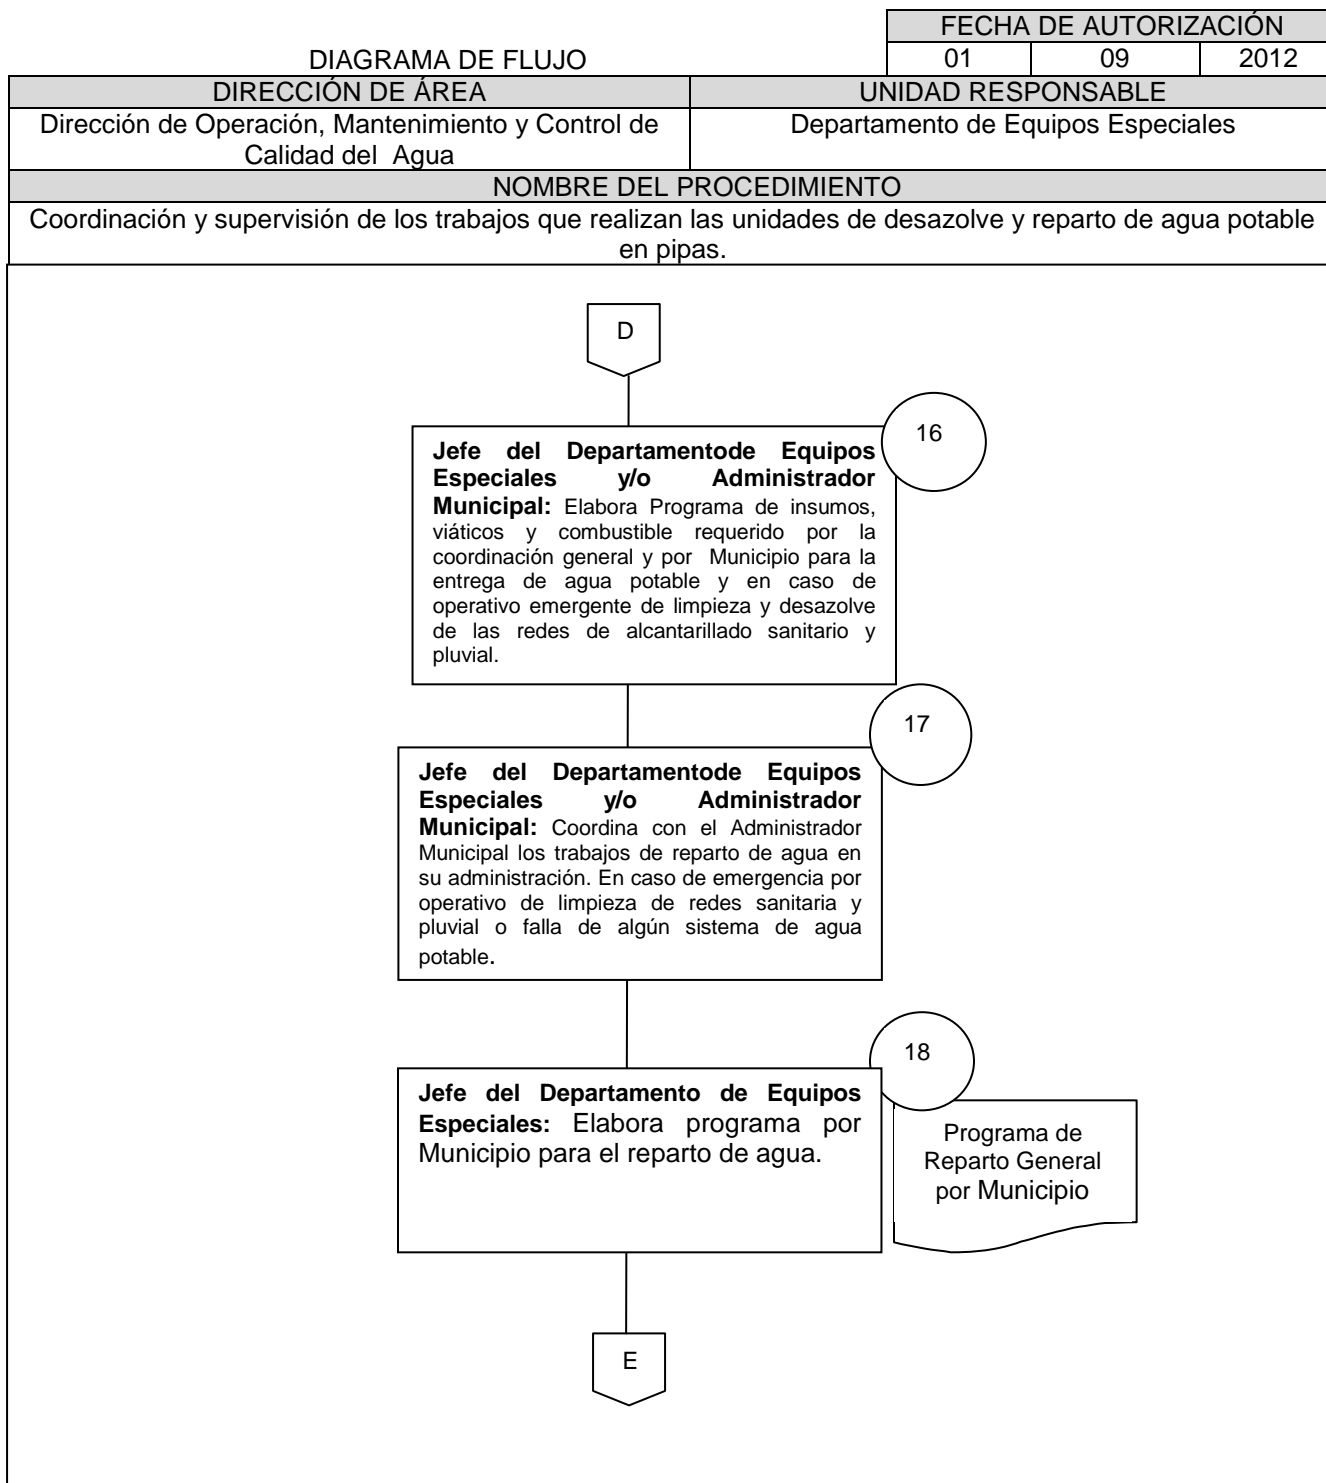 FECHA DE AUTORIZACIÓN
DIAGRAMA DE FLUJO
01 09 2012
DIRECCIÓN DE ÁREA
UNIDAD RESPONSABLE
Dirección de Operación, Mantenimiento y Control de
Calidad del Agua
Departamento de Equipos Especiales
NOMBRE DEL PROCEDIMIENTO
Coordinación y supervisión de los trabajos que realizan las unidades de desazolve y reparto de agua potable
en pipas.
D
16
Jefe del Departamentode Equipos
Especiales y/o Administrador
Municipal: Elabora Programa de insumos,
viáticos y combustible requerido por la
coordinación general y por Municipio para la
entrega de agua potable y en caso de
operativo emergente de limpieza y desazolve
de las redes de alcantarillado sanitario y
pluvial.
17
Jefe del Departamentode Equipos
Especiales y/o Administrador
Municipal: Coordina con el Administrador
Municipal los trabajos de reparto de agua en
su administración. En caso de emergencia por
operativo de limpieza de redes sanitaria y
pluvial o falla de algún sistema de agua
potable.
18
Jefe del Departamento de Equipos
Especiales: Elabora programa por
Municipio para el reparto de agua.
Programa de
Reparto General
por Municipio
E